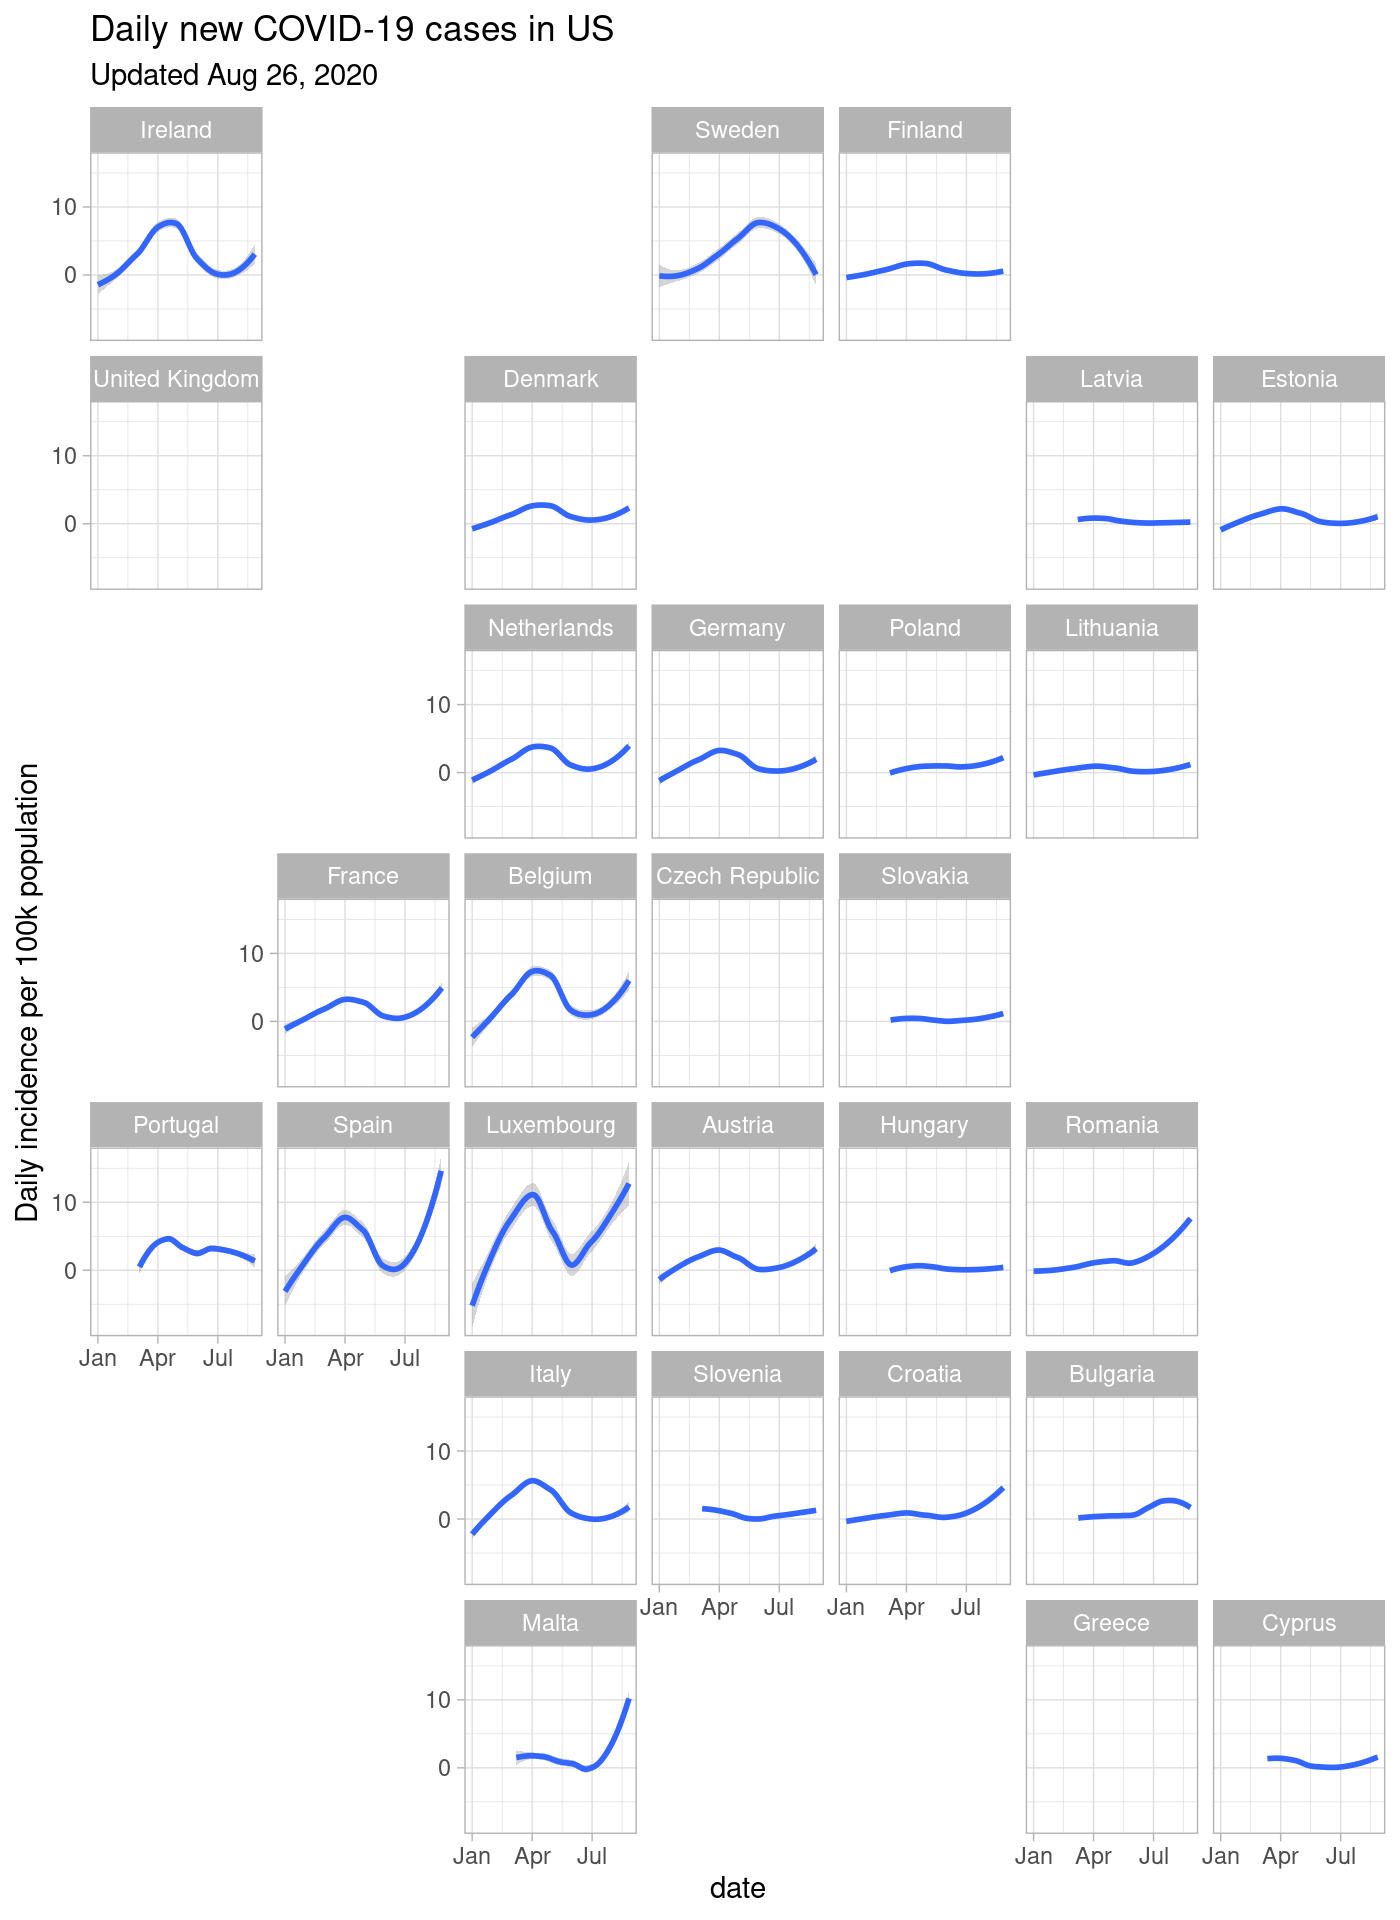 Daily new COVID-19 cases in US
Updated Aug 26, 2020
Ireland Sweden Finland
10
0
United Kingdom Denmark Latvia Estonia
10
0
Netherlands Germany Poland Lithuania
10
0
Daily incidence per 100k population
France Belgium Czech Republic Slovakia
10
0
Portugal Spain Luxembourg Austria Hungary Romania
10
0
Jan Apr Jul Jan Apr Jul
Italy Slovenia Croatia Bulgaria
10
0
Jan Apr Jul Jan Apr Jul
Malta Greece Cyprus
10
0
Jan Apr Jul Jan Apr Jul Jan Apr Jul
date